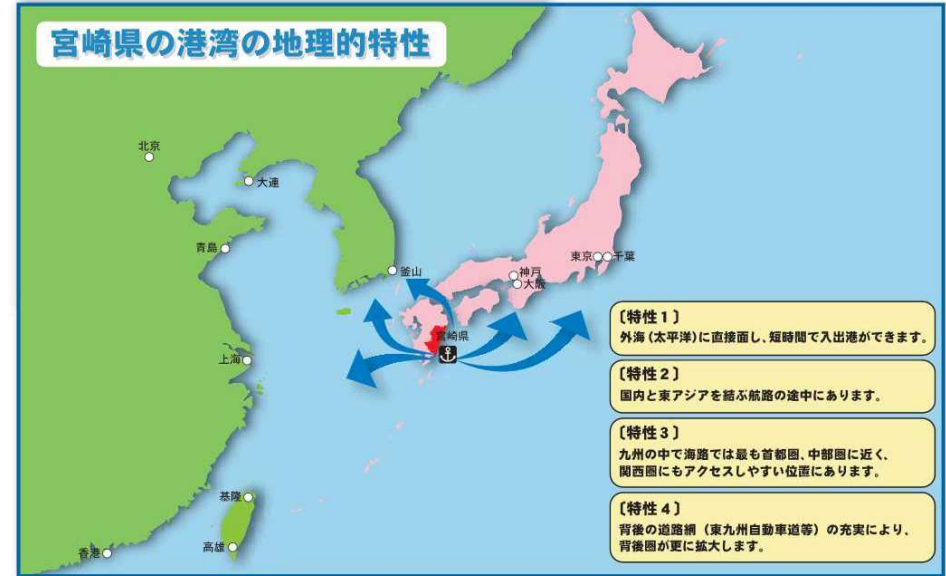 宮崎県の港湾の地理的特性
北京
大連
青島
釜山
神戸
大阪
東京
千葉
宮崎県
上海
基隆
高雄
香港
〔特性1〕
外海(太平洋)に直接面し、短時間で入出港ができます。
〔特性2〕
国内と東アジアを結ぶ航路の途中にあります。
〔特性3〕
九州の中で海路では最も首都圏、中部圏に近く、
関西圏にもアクセスしやすい位置にあります。
〔特性4〕
背後の道路網(東九州自動車道等)の充実により、
背後圏が更に拡大します。